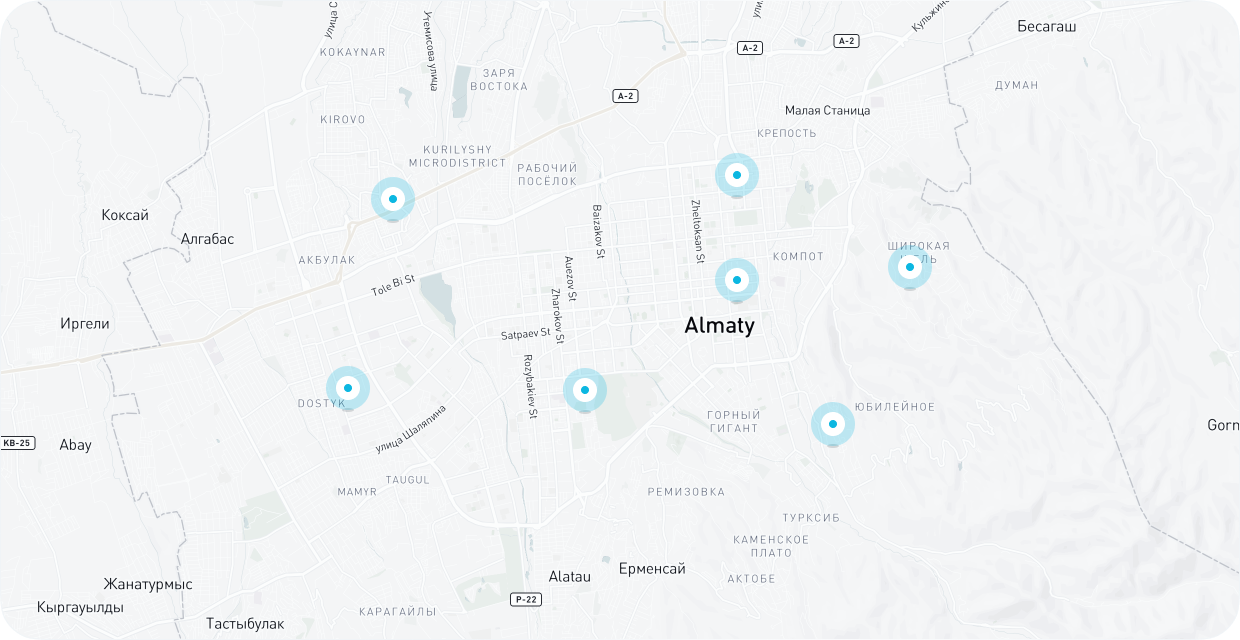 улица С
Утемисова улица
ули
Кульжин
Бесагаш
KOKAYNAR
A-2
A-2
ЗАРЯ
ВОСТОКА
ДУМАН
A-2
Малая Станица
KIROVO
КРЕПОСТЬ
KURILYSHY
MICRODISTRICT
РАБОЧИЙ
ПОСЁЛОК
Коксай
Алгабас
Baizakov St
Zheltoksan St
ШИРОКАЯ
АКБУЛАК
КОМПОТ
Tole Bi St
Auezov St
Zharokov St
Иргели
Satpaev St
Almaty
Rozybakiev St
DOSTYK
улица Шаляпина
ЮБИЛЕЙНОЕ
ГОРНЫЙ
ГИГАНТ
Gorn
KB-25
Abay
TAUGUL
MAMYR
РЕМИЗОВКА
ТУРКСИБ
КАМЕНСКОЕ
ПЛАТО
Ерменсай
Alatau
АКТОБЕ
Жанатурмыс
P-22
Кыргауылды
КАРАГАЙЛЫ
Тастыбулак